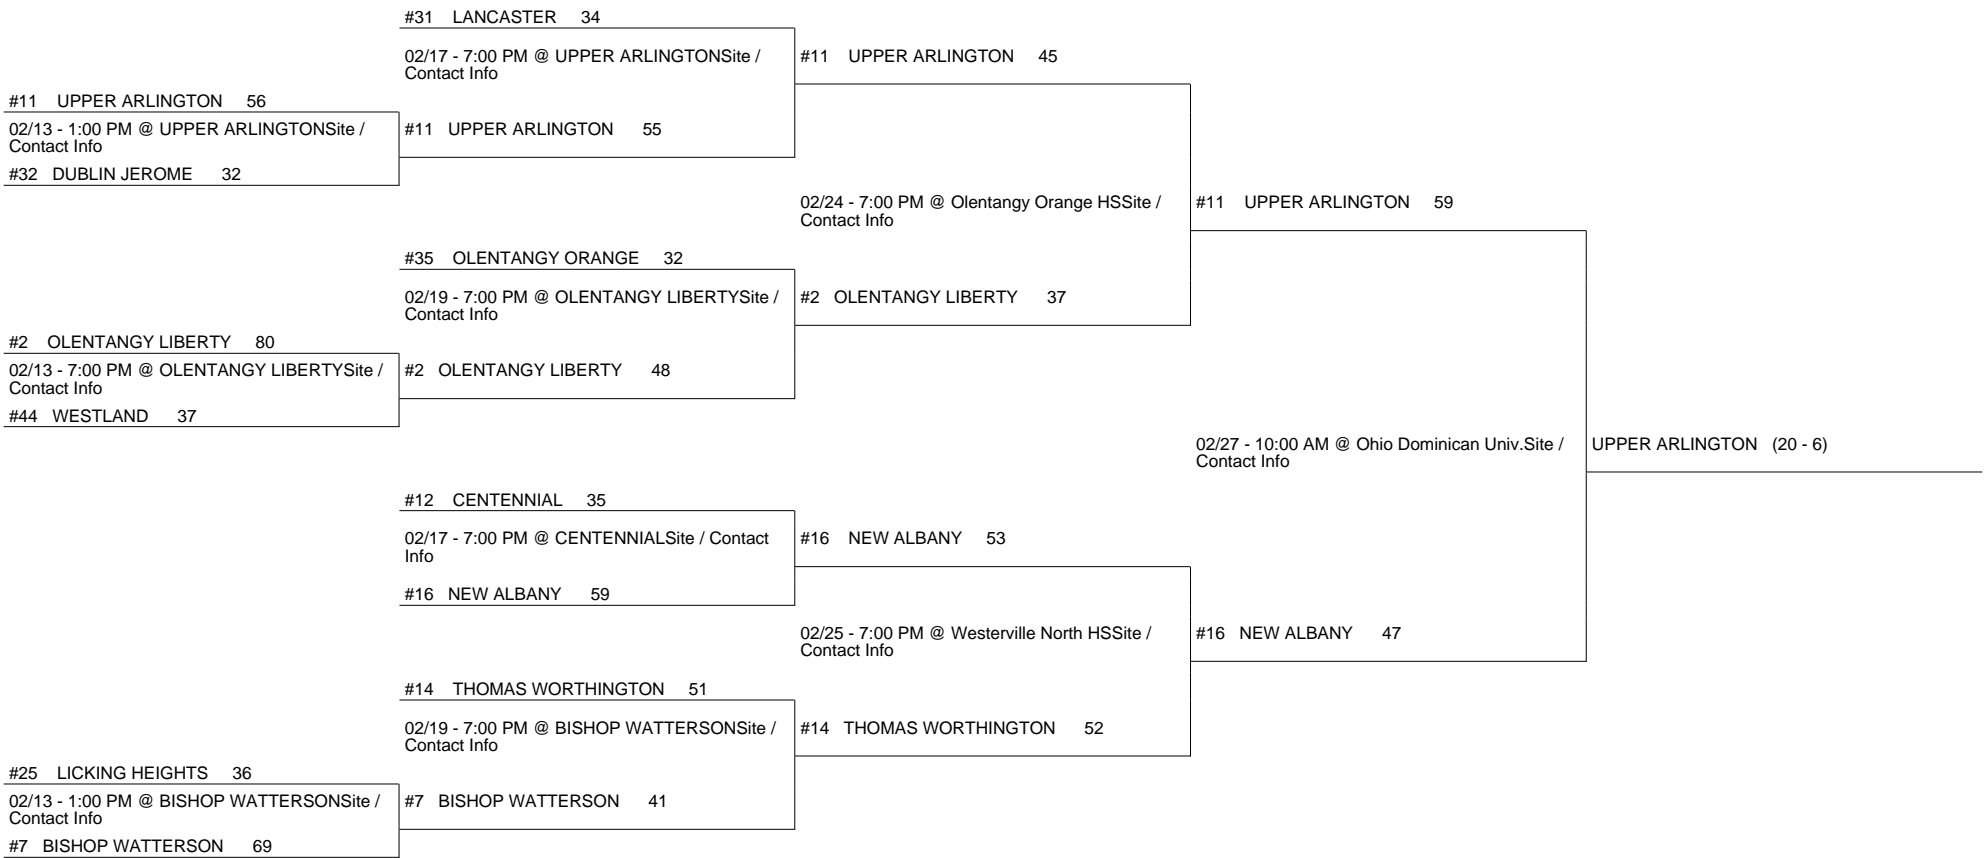 #31 LANCASTER 34
02/17 - 7:00 PM @ UPPER ARLINGTONSite /
Contact Info
#11 UPPER ARLINGTON 45
#11 UPPER ARLINGTON 56
02/13 - 1:00 PM @ UPPER ARLINGTONSite /
Contact Info
#11 UPPER ARLINGTON 55
#32 DUBLIN JEROME 32
02/24 - 7:00 PM @ Olentangy Orange HSSite /
Contact Info
#11 UPPER ARLINGTON 59
#35 OLENTANGY ORANGE 32
02/19 - 7:00 PM @ OLENTANGY LIBERTYSite /
Contact Info
#2 OLENTANGY LIBERTY 37
#2 OLENTANGY LIBERTY 80
02/13 - 7:00 PM @ OLENTANGY LIBERTYSite /
Contact Info
#2 OLENTANGY LIBERTY 48
#44 WESTLAND 37
02/27 - 10:00 AM @ Ohio Dominican Univ.Site /
Contact Info
UPPER ARLINGTON (20 - 6)
#12 CENTENNIAL 35
02/17 - 7:00 PM @ CENTENNIALSite / Contact
Info
#16 NEW ALBANY 53
#16 NEW ALBANY 59
02/25 - 7:00 PM @ Westerville North HSSite /
Contact Info
#16 NEW ALBANY 47
#14 THOMAS WORTHINGTON 51
02/19 - 7:00 PM @ BISHOP WATTERSONSite /
Contact Info
#14 THOMAS WORTHINGTON 52
#25 LICKING HEIGHTS 36
02/13 - 1:00 PM @ BISHOP WATTERSONSite /
Contact Info
#7 BISHOP WATTERSON 41
#7 BISHOP WATTERSON 69